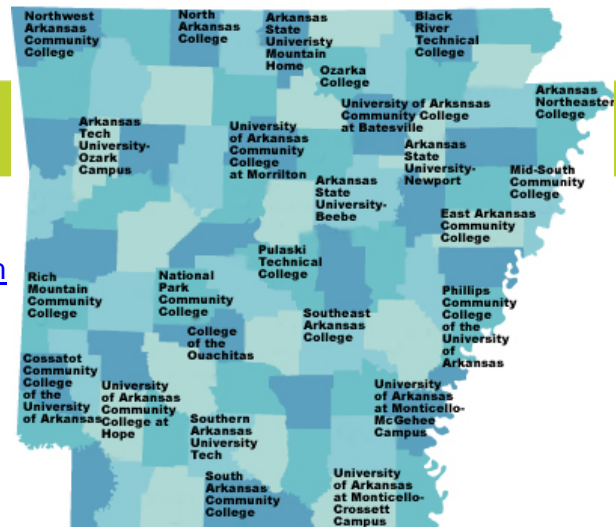 Northwest
Arkansas
Community
College
North
Arkansas
College
Arkansas
State
Univeristy
Mountain
Home
Black
River
Technical
College
Ozarka
College
Arkansas
Northeastern
College
University of Arksnsas
Community College
at Batesville
Arkansas
Tech
University-
Ozark
Campus
University
of Arkansas
Community
College
at Morrilton
Arkansas
State
University-
Newport
Mid-South
Community
College
Arkansas
State
University-
Beebe
East Arkansas
Community
College
Pulaski
Technical
College
n
Rich
Mountain
Community
College
National
Park
Community
College
Phillips
Community
College
of the
University
of
Arkansas
Southeast
Arkansas
College
College
of the
Ouachitas
Cossatot
Community
College
of the
University
of Arkansas
University
of Arkansas
Community
College at
Hope
University
of Arkansas
at Monticello-
McGehee
Campus
Southern
Arkansas
University
Tech
South
Arkansas
Community
College
University
of Arkansas
at Monticello-
Crossett
Campus